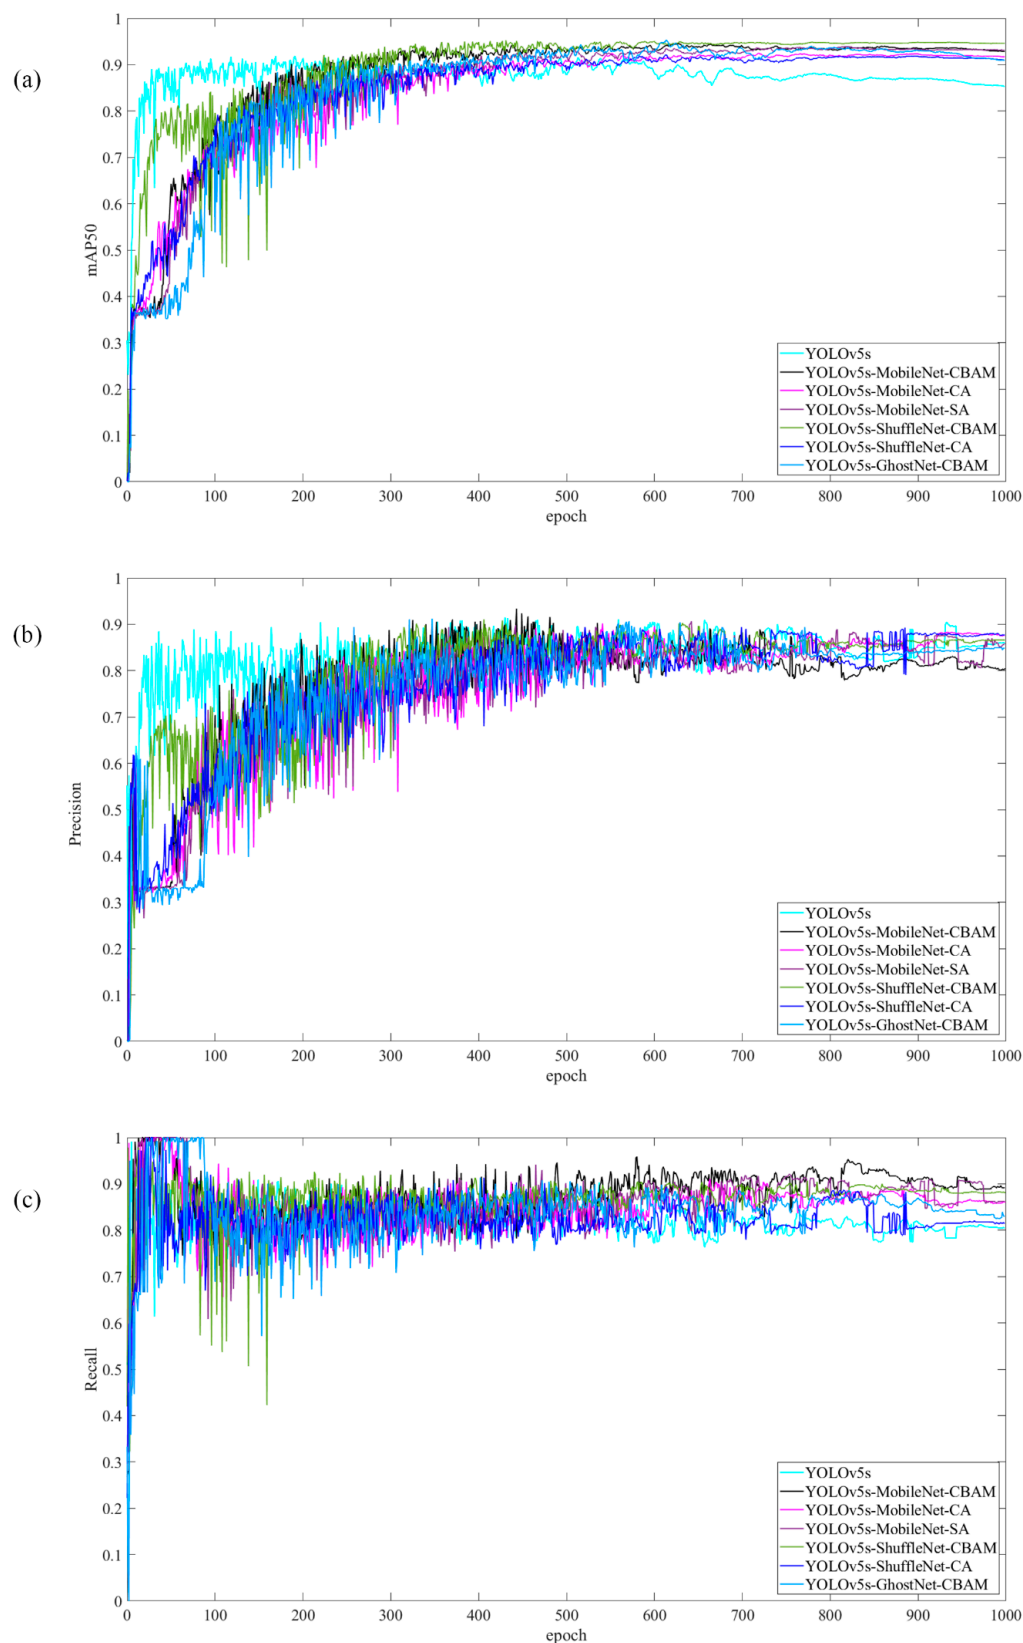 (a)
1
0.9
0.8
0.7
0.6
0.5
0.4
0.3
0.2
0.1
0
mAP50
0 100 200 300 400 500 600 700 800 900 1000
epoch
YOLOv5s
YOLOv5s-MobileNet-CBAM
YOLOv5s-MobileNet-CA
YOLOv5s-MobileNet-SA
YOLOv5s-ShuffleNet-CBAM
YOLOv5s-ShuffleNet-CA
YOLOv5s-GhostNet-CBAM
(b)
1
0.9
0.8
0.7
0.6
0.5
0.4
0.3
0.2
0.1
0
Precision
0 100 200 300 400 500 600 700 800 900 1000
epoch
YOLOv5s
YOLOv5s-MobileNet-CBAM
YOLOv5s-MobileNet-CA
YOLOv5s-MobileNet-SA
YOLOv5s-ShuffleNet-CBAM
YOLOv5s-ShuffleNet-CA
YOLOv5s-GhostNet-CBAM
(c)
1
0.9
0.8
0.7
0.6
0.5
0.4
0.3
0.2
0.1
0
Recall
0 100 200 300 400 500 600 700 800 900 1000
epoch
YOLOv5s
YOLOv5s-MobileNet-CBAM
YOLOv5s-MobileNet-CA
YOLOv5s-MobileNet-SA
YOLOv5s-ShuffleNet-CBAM
YOLOv5s-ShuffleNet-CA
YOLOv5s-GhostNet-CBAM